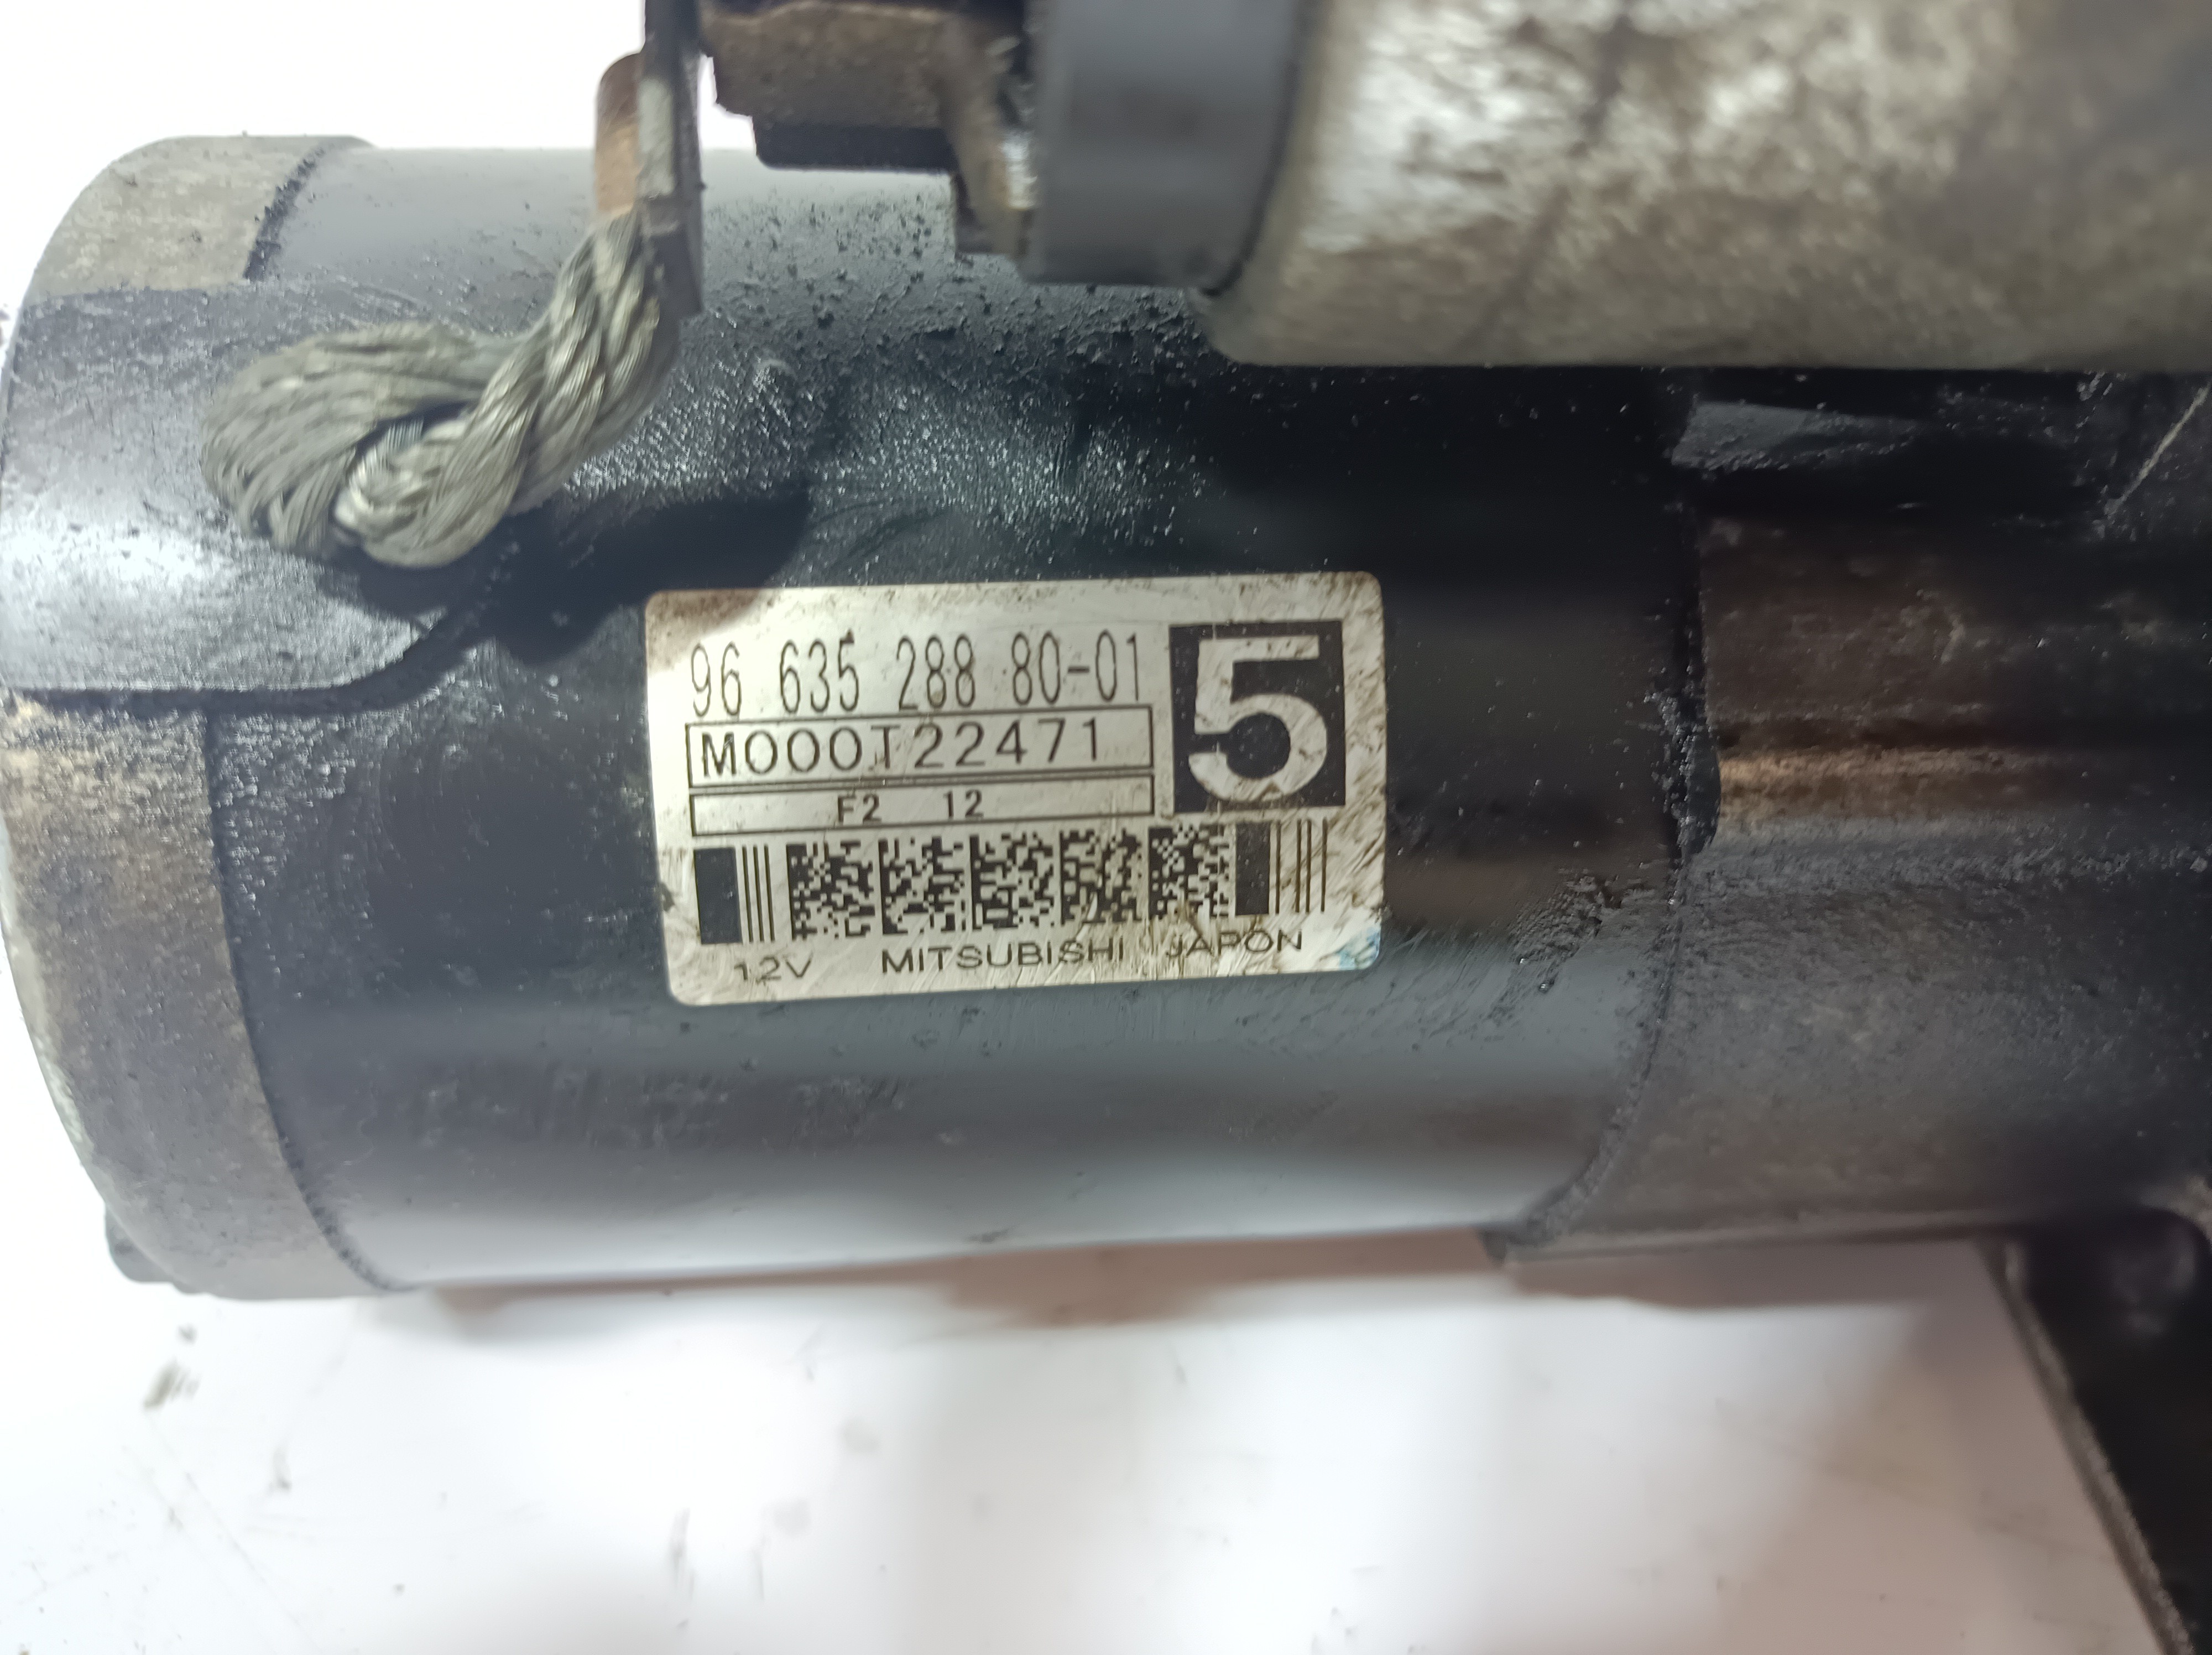 96 635 288 80-01
5
M000T22471
F2 12
12V MITSUBISHI JAPON